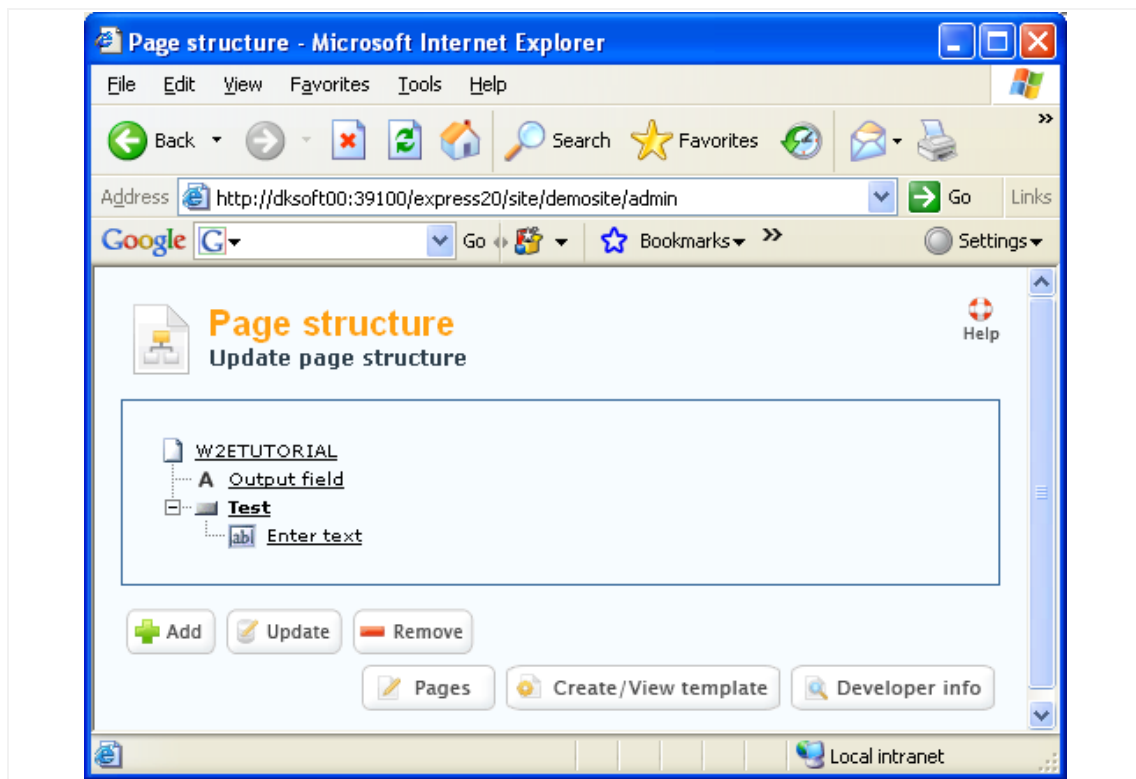 Page structure - Microsoft Internet Explorer
File Edit View Favorites Tools Help
Back Search Favorites »
Address http://dksoft00:39100/express20/site/demosite/admin Go Links
Google G Go Bookmarks » Settings
Page structure
Help
Update page structure
W2ETUTORIAL
A Output field
Test
abl Enter text
Add Update Remove
Pages Create/View template Developer info
Local intranet